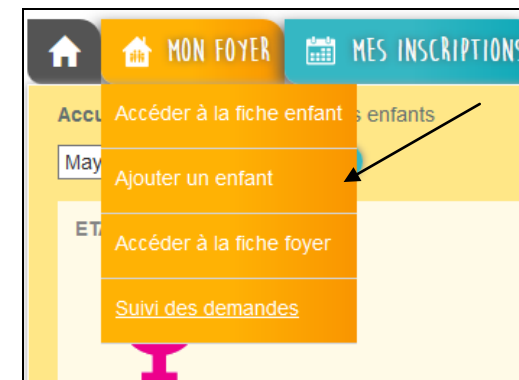 MON FOYER MES INSCRIPTIONS
Accu s enfants
Accéder à la fiche enfant
May
Ajouter un enfant
ETA
Accéder à la fiche foyer
Suivi des demandes